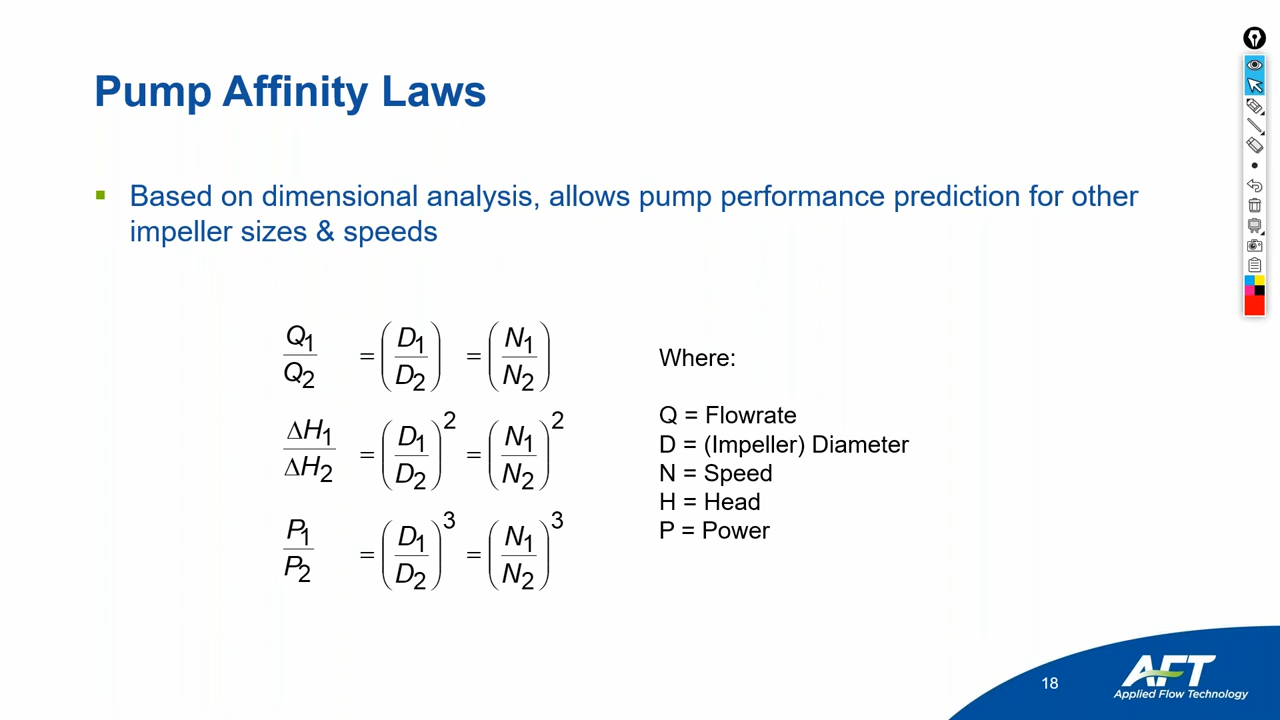 Pump Affinity Laws
▪ Based on dimensional analysis, allows pump performance prediction for other
impeller sizes & speeds
Q1/Q2 = (D1/D2) = (N1/N2)
ΔH1/ΔH2 = (D1/D2)^2 = (N1/N2)^2
P1/P2 = (D1/D2)^3 = (N1/N2)^3
Where:
Q = Flowrate
D = (Impeller) Diameter
N = Speed
H = Head
P = Power
18
AFT
Applied Flow Technology